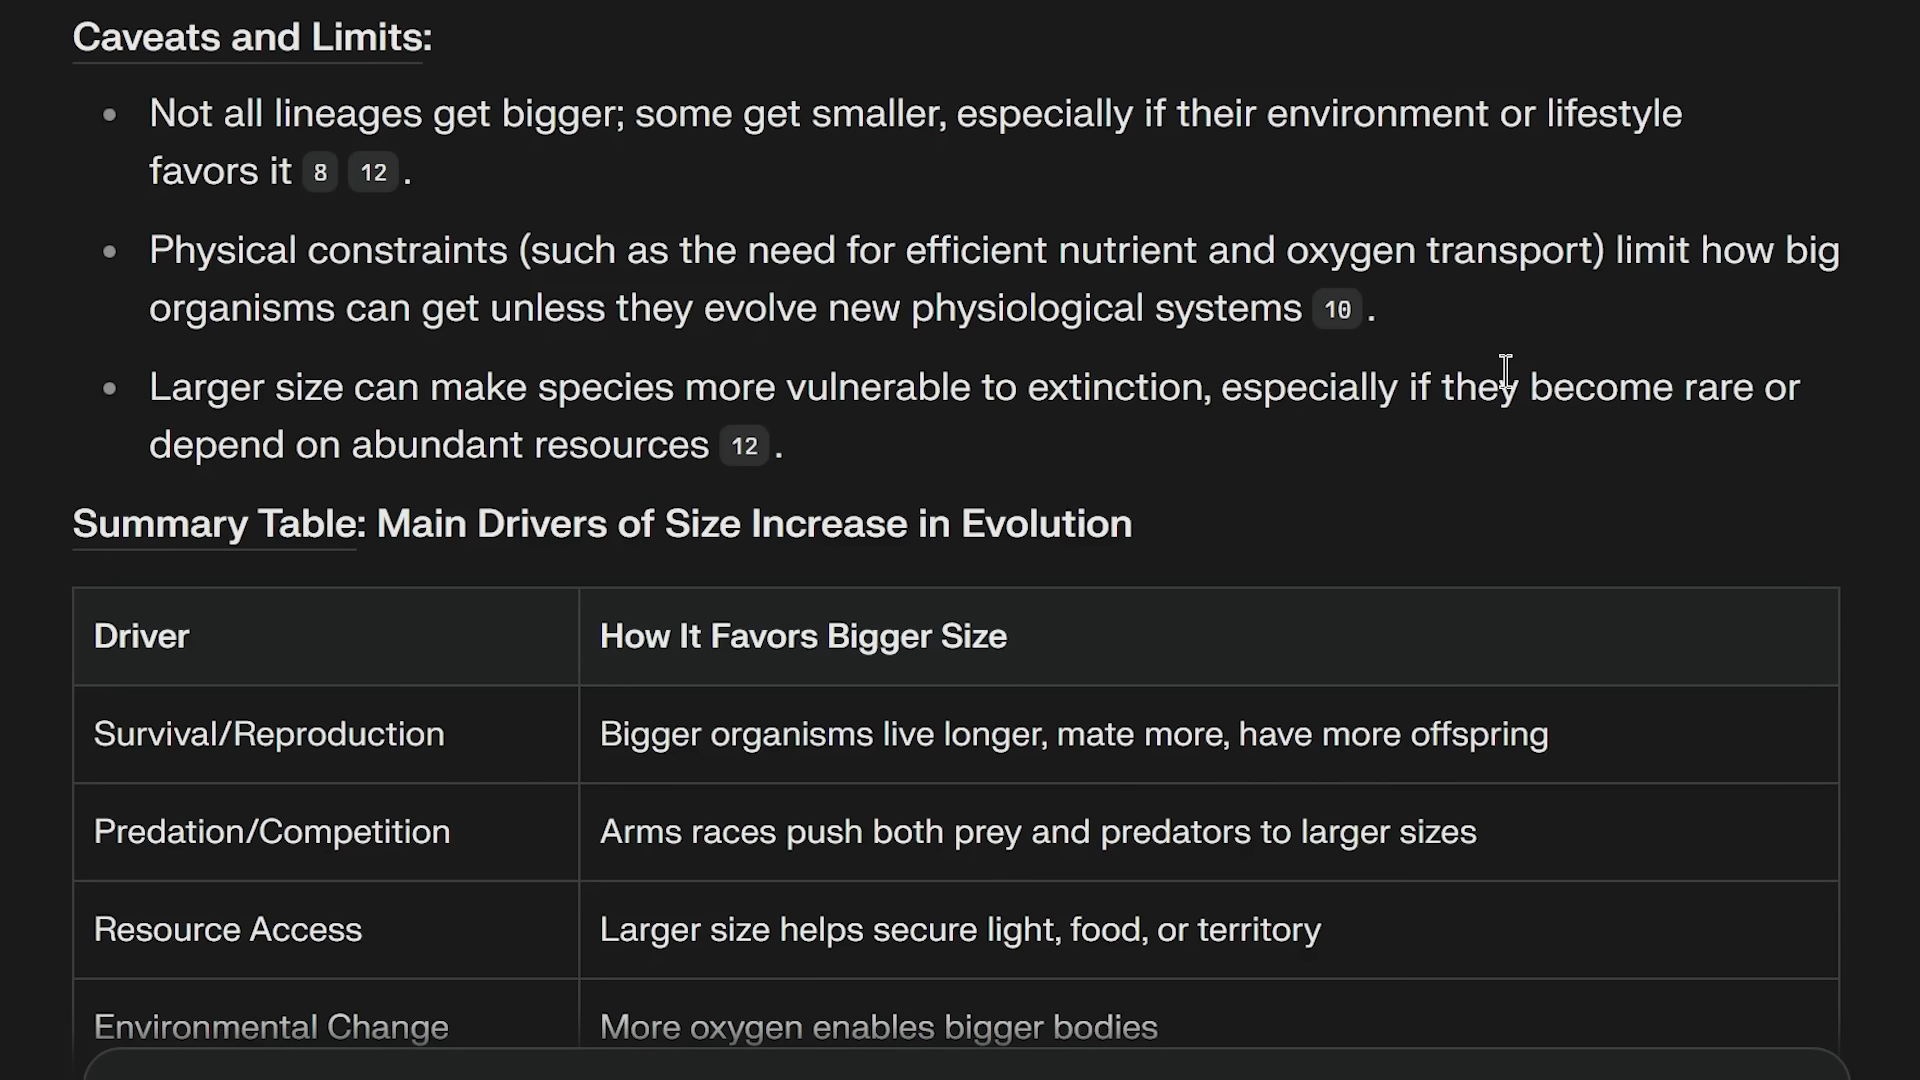 Caveats and Limits:
Not all lineages get bigger; some get smaller, especially if their environment or lifestyle
favors it 8 12 .
Physical constraints (such as the need for efficient nutrient and oxygen transport) limit how big
organisms can get unless they evolve new physiological systems 10 .
Larger size can make species more vulnerable to extinction, especially if they become rare or
depend on abundant resources 12 .
Summary Table: Main Drivers of Size Increase in Evolution
Driver How It Favors Bigger Size
Survival/Reproduction Bigger organisms live longer, mate more, have more offspring
Predation/Competition Arms races push both prey and predators to larger sizes
Resource Access Larger size helps secure light, food, or territory
Environmental Change More oxygen enables bigger bodies